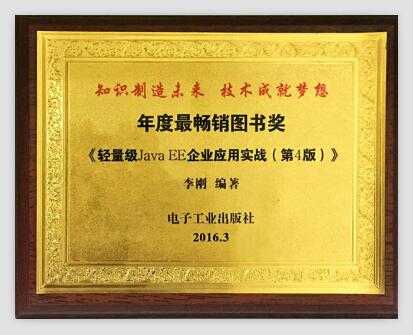 知识制造未来 技术成就梦想
年度最畅销图书奖
《轻量级Java EE企业应用实战（第4版）》
李刚 编著
电子工业出版社
2016.3